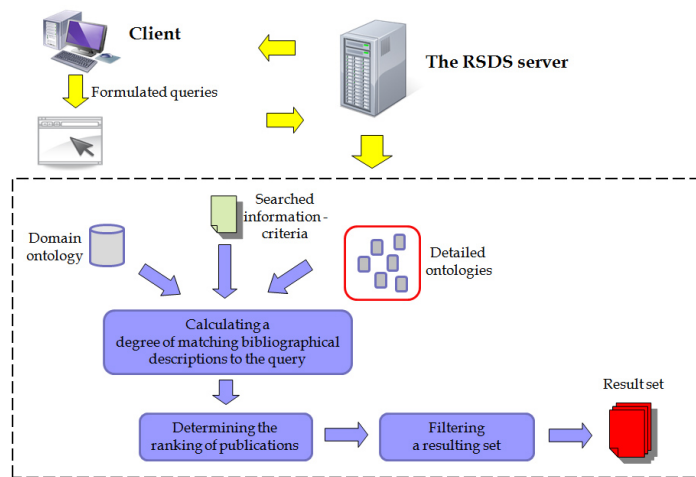 Client
The RSDS server
Formulated queries
Searched
information -
criteria
Domain
ontology
Detailed
ontologies
Calculating a
degree of matching bibliographical
descriptions to the query
Result set
Determining the
ranking of publications
Filtering
a resulting set